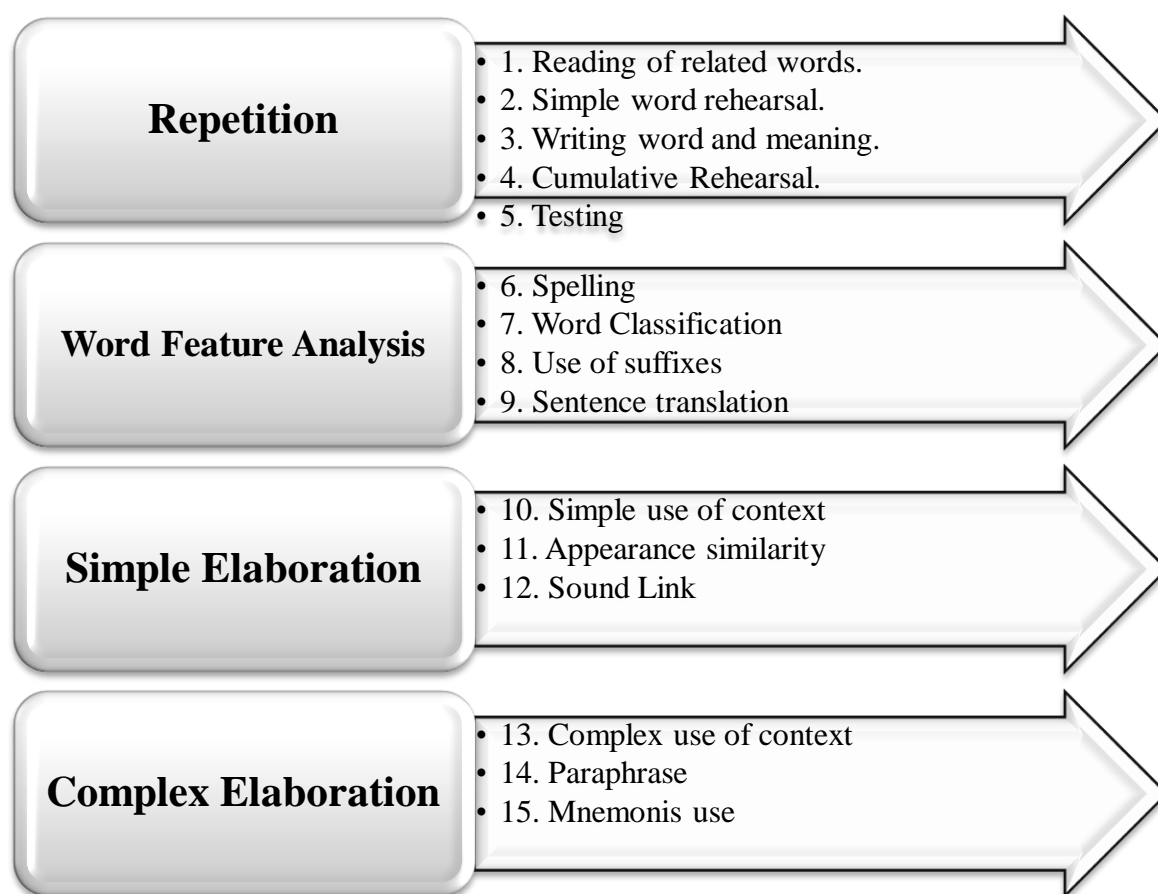 Repetition
• 1. Reading of related words.
• 2. Simple word rehearsal.
• 3. Writing word and meaning.
• 4. Cumulative Rehearsal.
• 5. Testing
Word Feature Analysis
• 6. Spelling
• 7. Word Classification
• 8. Use of suffixes
• 9. Sentence translation
Simple Elaboration
• 10. Simple use of context
• 11. Appearance similarity
• 12. Sound Link
Complex Elaboration
• 13. Complex use of context
• 14. Paraphrase
• 15. Mnemonis use